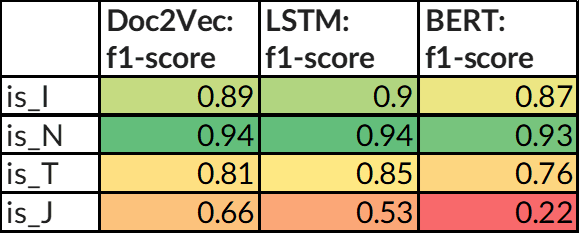 Doc2Vec: LSTM: BERT:
f1-score f1-score f1-score
is_I 0.89 0.9 0.87
is_N 0.94 0.94 0.93
is_T 0.81 0.85 0.76
is_J 0.66 0.53 0.22